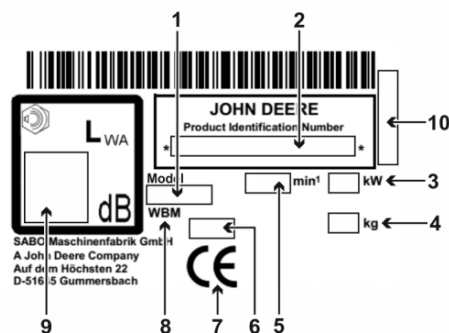 1 2
JOHN DEERE
Product Identification Number
* *
10
L WA
dB
Model
WBM
min¹
kW
3
kg
4
SABO Maschinenfabrik GmbH
A John Deere Company
Auf dem Höchsten 22
D-51645 Gummersbach
CE
9 8 7 6 5